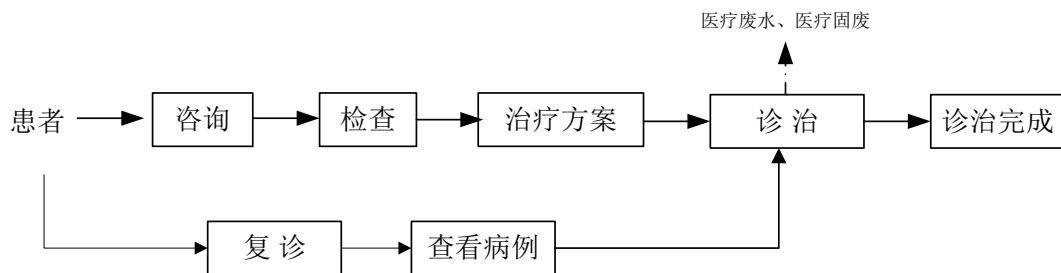 医疗废水、医疗固废
患者
咨询
检查
治疗方案
诊 治
诊治完成
复 诊
查看病例